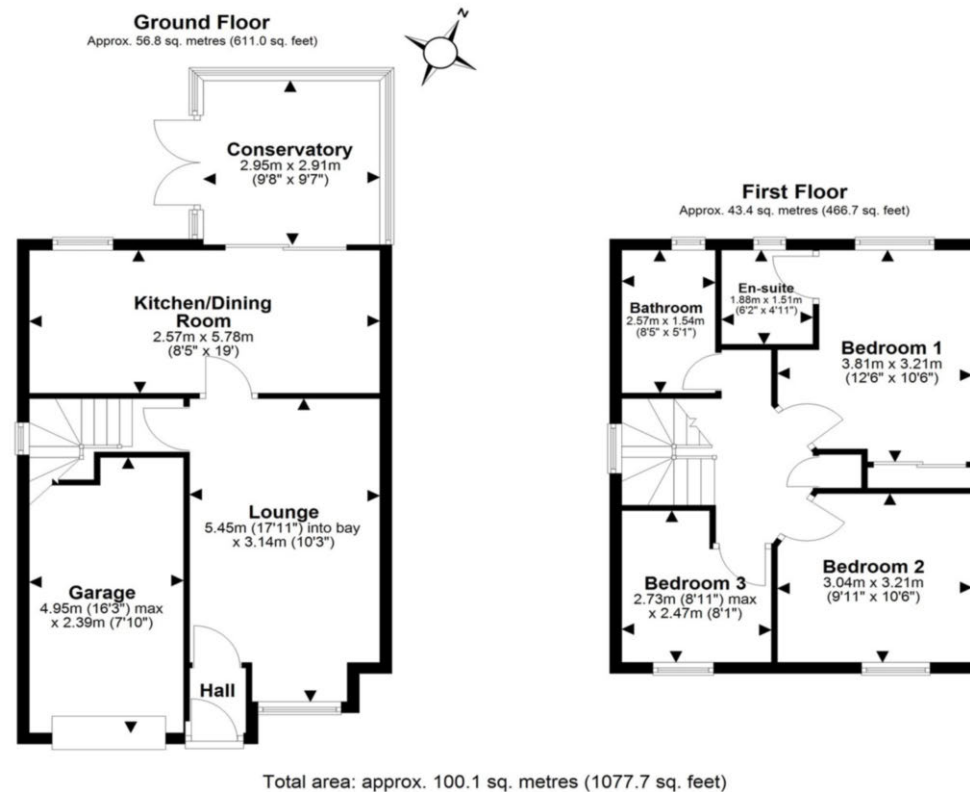 Ground Floor
Approx. 56.8 sq. metres (611.0 sq. feet)
N
Conservatory
2.95m x 2.91m
(9'8" x 9'7")
Kitchen/Dining
Room
2.57m x 5.78m
(8'5" x 19')
Lounge
5.45m (17'11") into bay
x 3.14m (10'3")
Garage
4.95m (16'3") max
x 2.39m (7'10")
Hall
First Floor
Approx. 43.4 sq. metres (466.7 sq. feet)
Bathroom
2.57m x 1.54m
(8'5" x 5'1")
En-suite
1.88m x 1.51m
(6'2" x 4'11")
Bedroom 1
3.81m x 3.21m
(12'6" x 10'6")
Bedroom 2
3.04m x 3.21m
(9'11" x 10'6")
Bedroom 3
2.73m (8'11") max
x 2.47m (8'1")
Total area: approx. 100.1 sq. metres (1077.7 sq. feet)